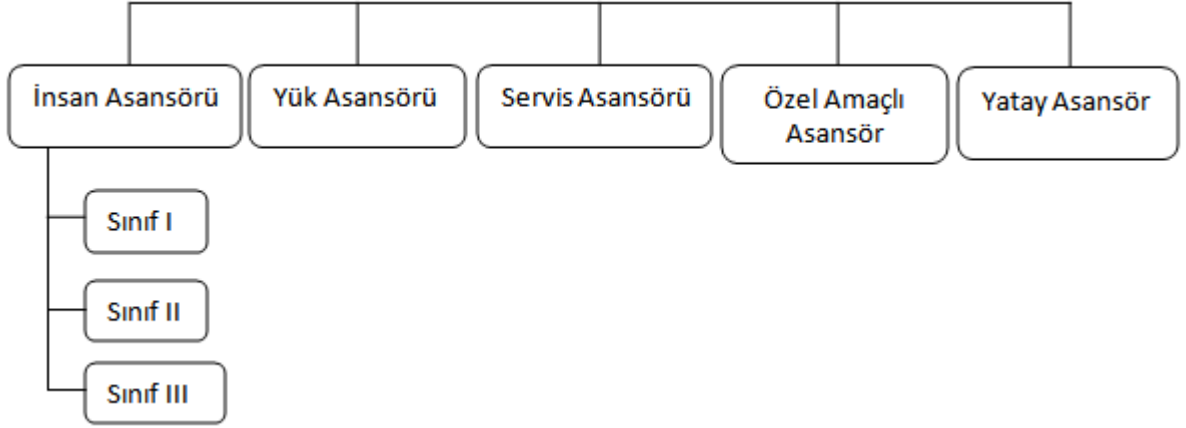 İnsan Asansörü
Yük Asansörü
Servis Asansörü
Özel Amaçlı
Asansör
Yatay Asansör
Sınıf I
Sınıf II
Sınıf III